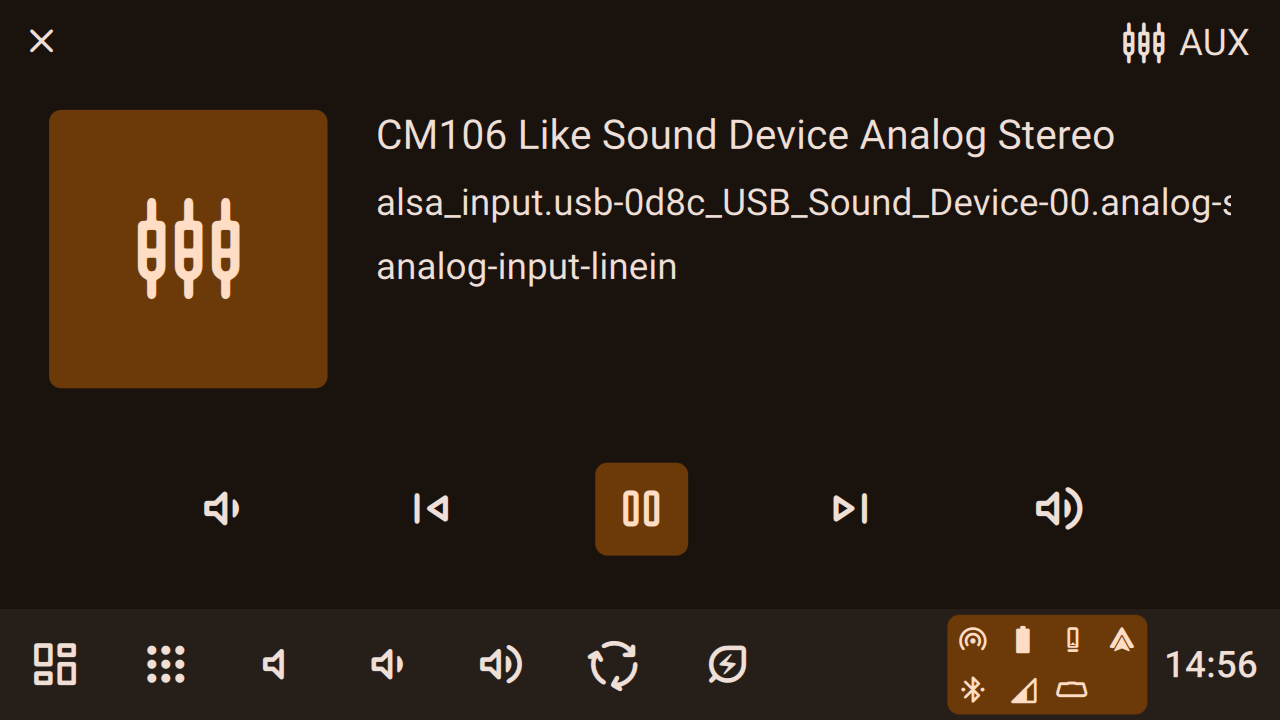 AUX
CM106 Like Sound Device Analog Stereo
alsa_input.usb-0d8c_USB_Sound_Device-00.analog-s
analog-input-linein
14:56